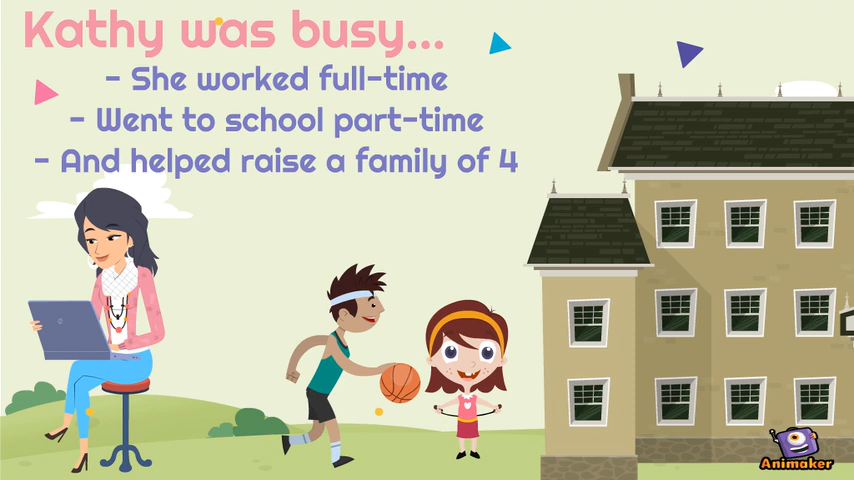 Kathy was busy...
- She worked full-time
- Went to school part-time
- And helped raise a family of 4
Animaker